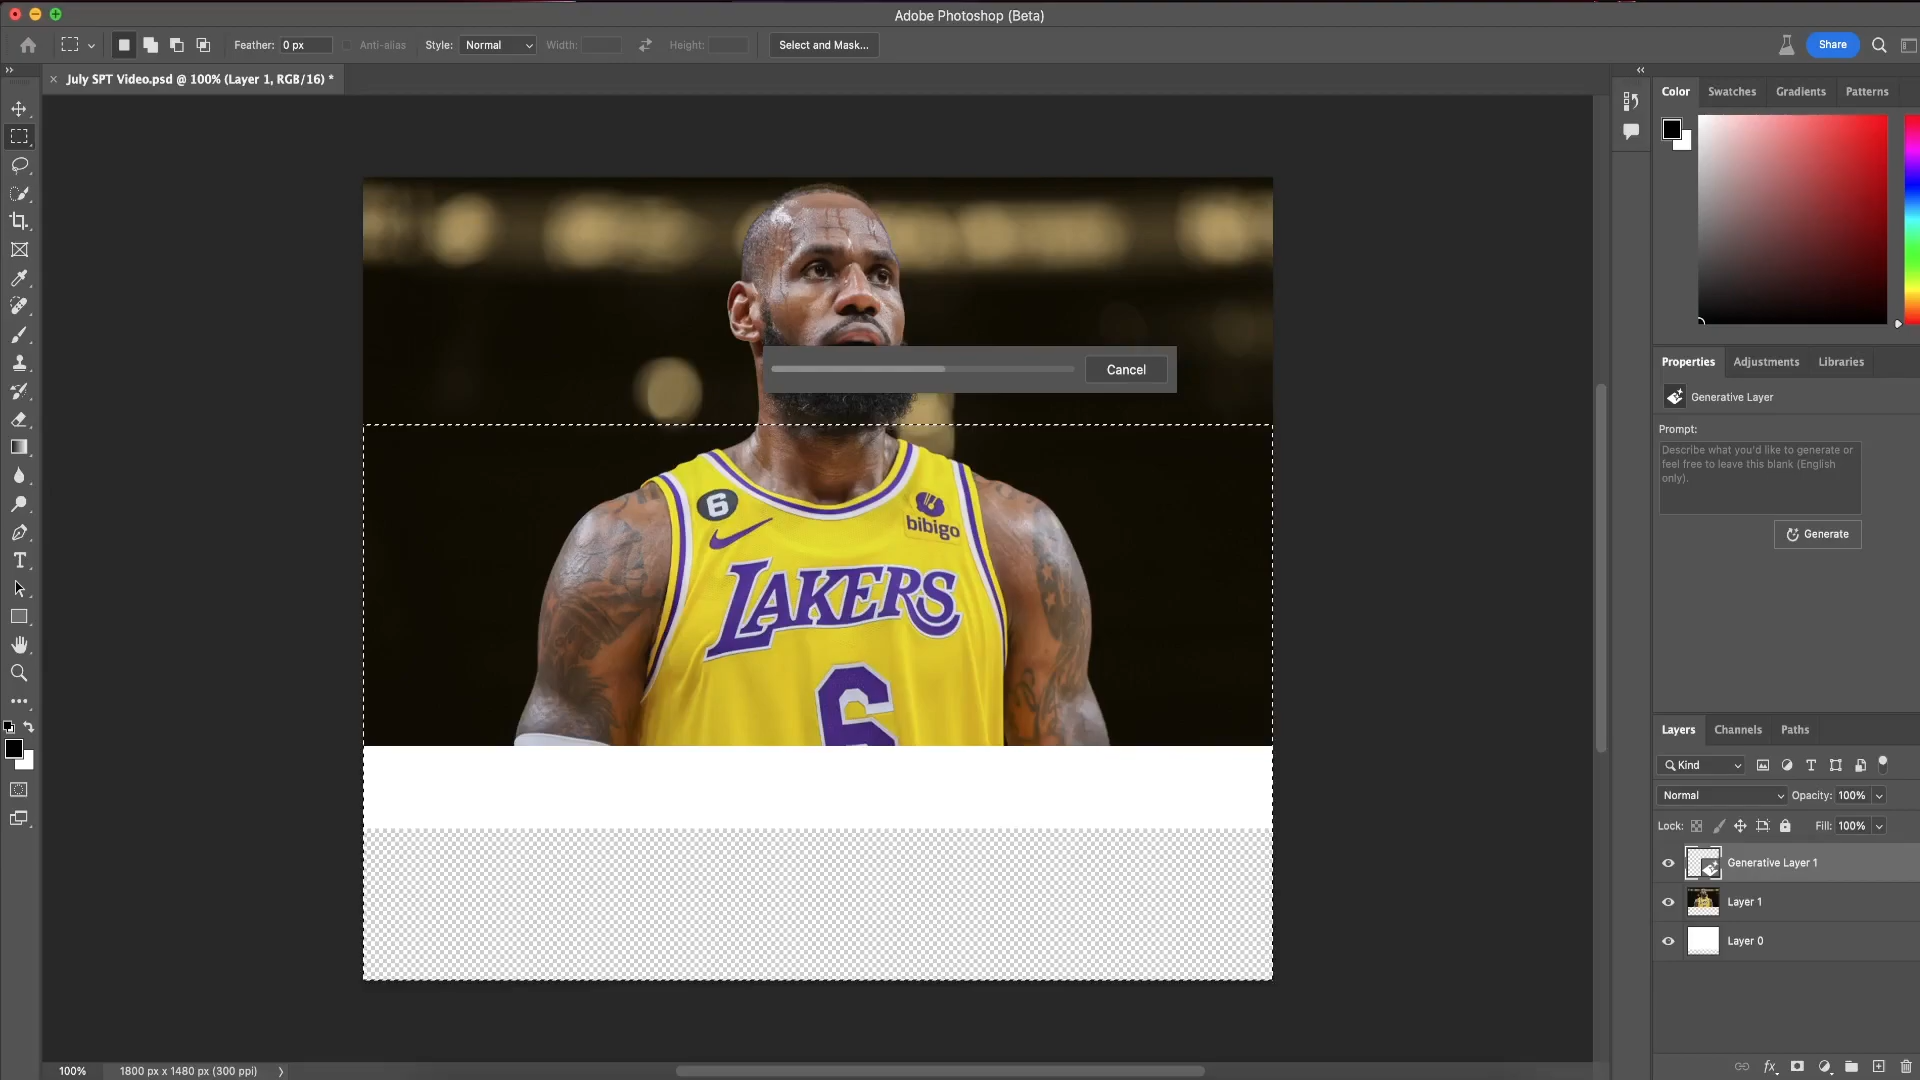 Adobe Photoshop (Beta)
Feather: 0 px Anti-alias Style: Normal Width: Height: Select and Mask... Share
× July SPT Video.psd @ 100% (Layer 1, RGB/16) *
Color Swatches Gradients Patterns
Properties Adjustments Libraries
Cancel
Generative Layer
Prompt:
Describe what you'd like to generate or
feel free to leave this blank (English
only).
Generate
6
bibigo
LAKERS
6
Layers Channels Paths
Kind
Normal Opacity: 100%
Lock: Fill: 100%
Generative Layer 1
Layer 1
Layer 0
100% 1800 px x 1480 px (300 ppi)